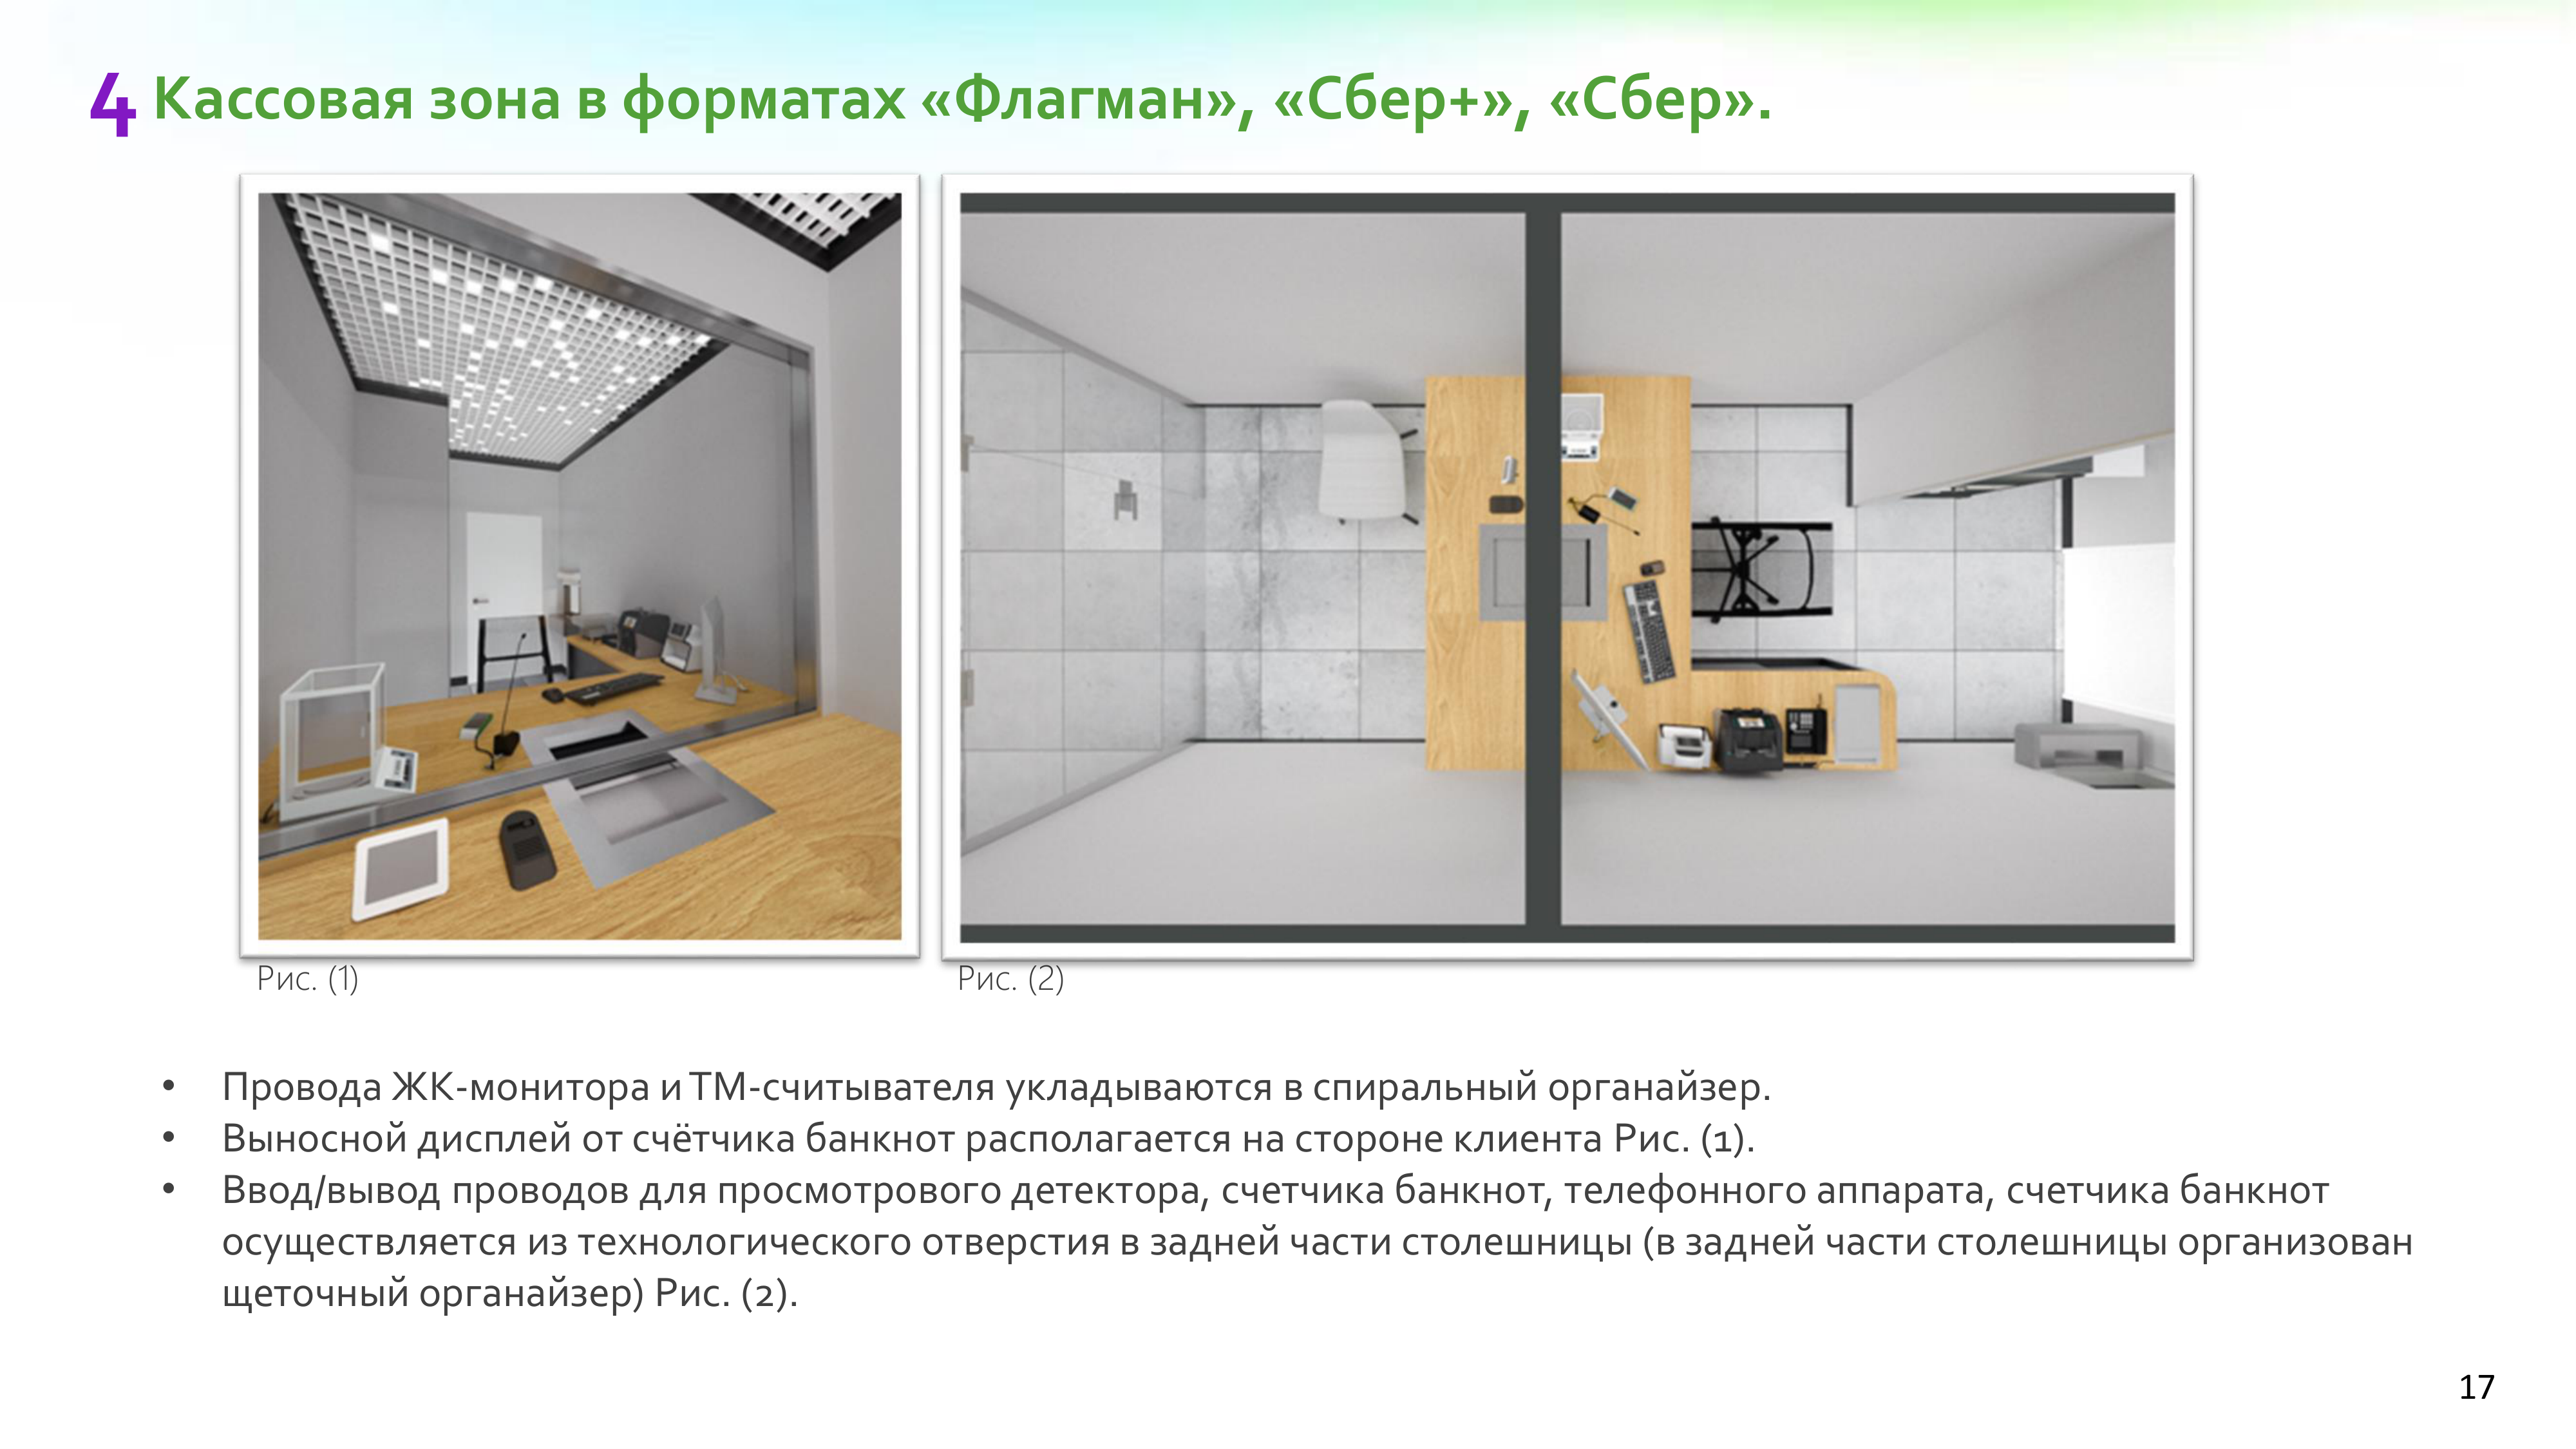 4 Кассовая зона в форматах «Флагман», «Сбер+», «Сбер».
Рис. (1)
Рис. (2)
• Провода ЖК-монитора и ТМ-считывателя укладываются в спиральный органайзер.
• Выносной дисплей от счётчика банкнот располагается на стороне клиента Рис. (1).
• Ввод/вывод проводов для просмотрового детектора, счетчика банкнот, телефонного аппарата, счетчика банкнот
осуществляется из технологического отверстия в задней части столешницы (в задней части столешницы организован
щеточный органайзер) Рис. (2).
17